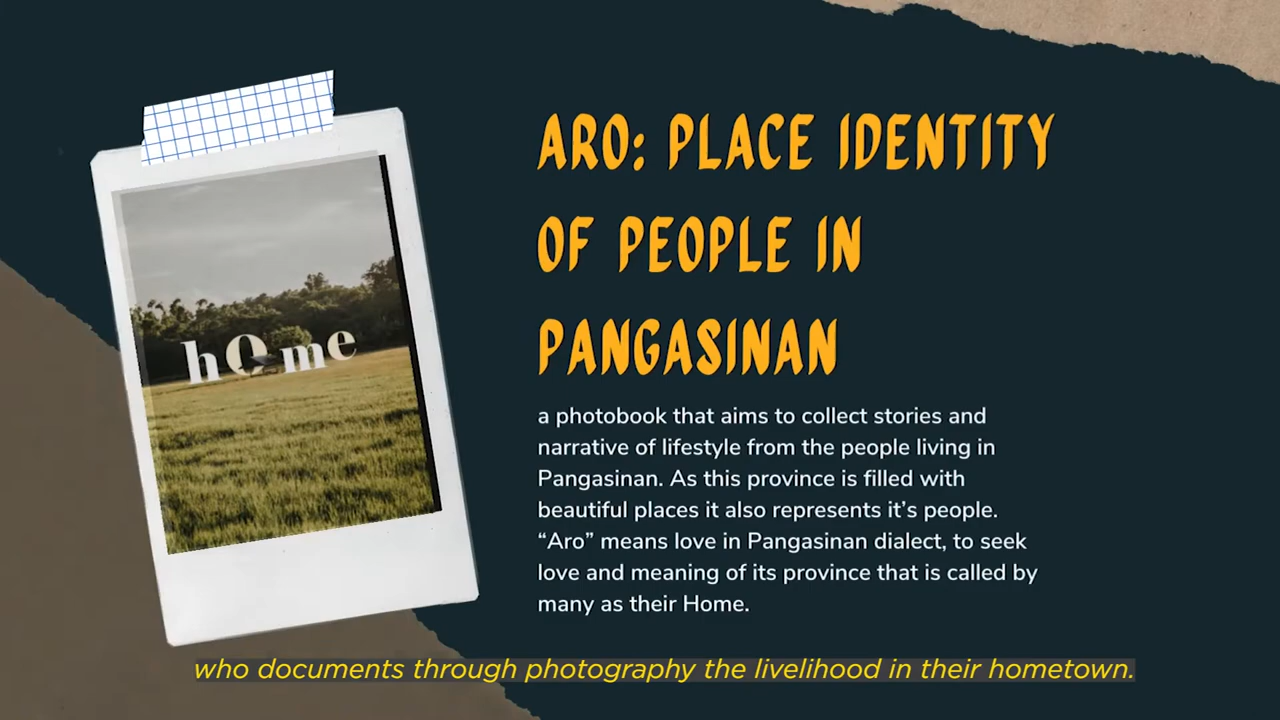 home
ARO: PLACE IDENTITY
OF PEOPLE IN
PANGASINAN
a photobook that aims to collect stories and
narrative of lifestyle from the people living in
Pangasinan. As this province is filled with
beautiful places it also represents it’s people.
“Aro” means love in Pangasinan dialect, to seek
love and meaning of its province that is called by
many as their Home.
who documents through photography the livelihood in their hometown.